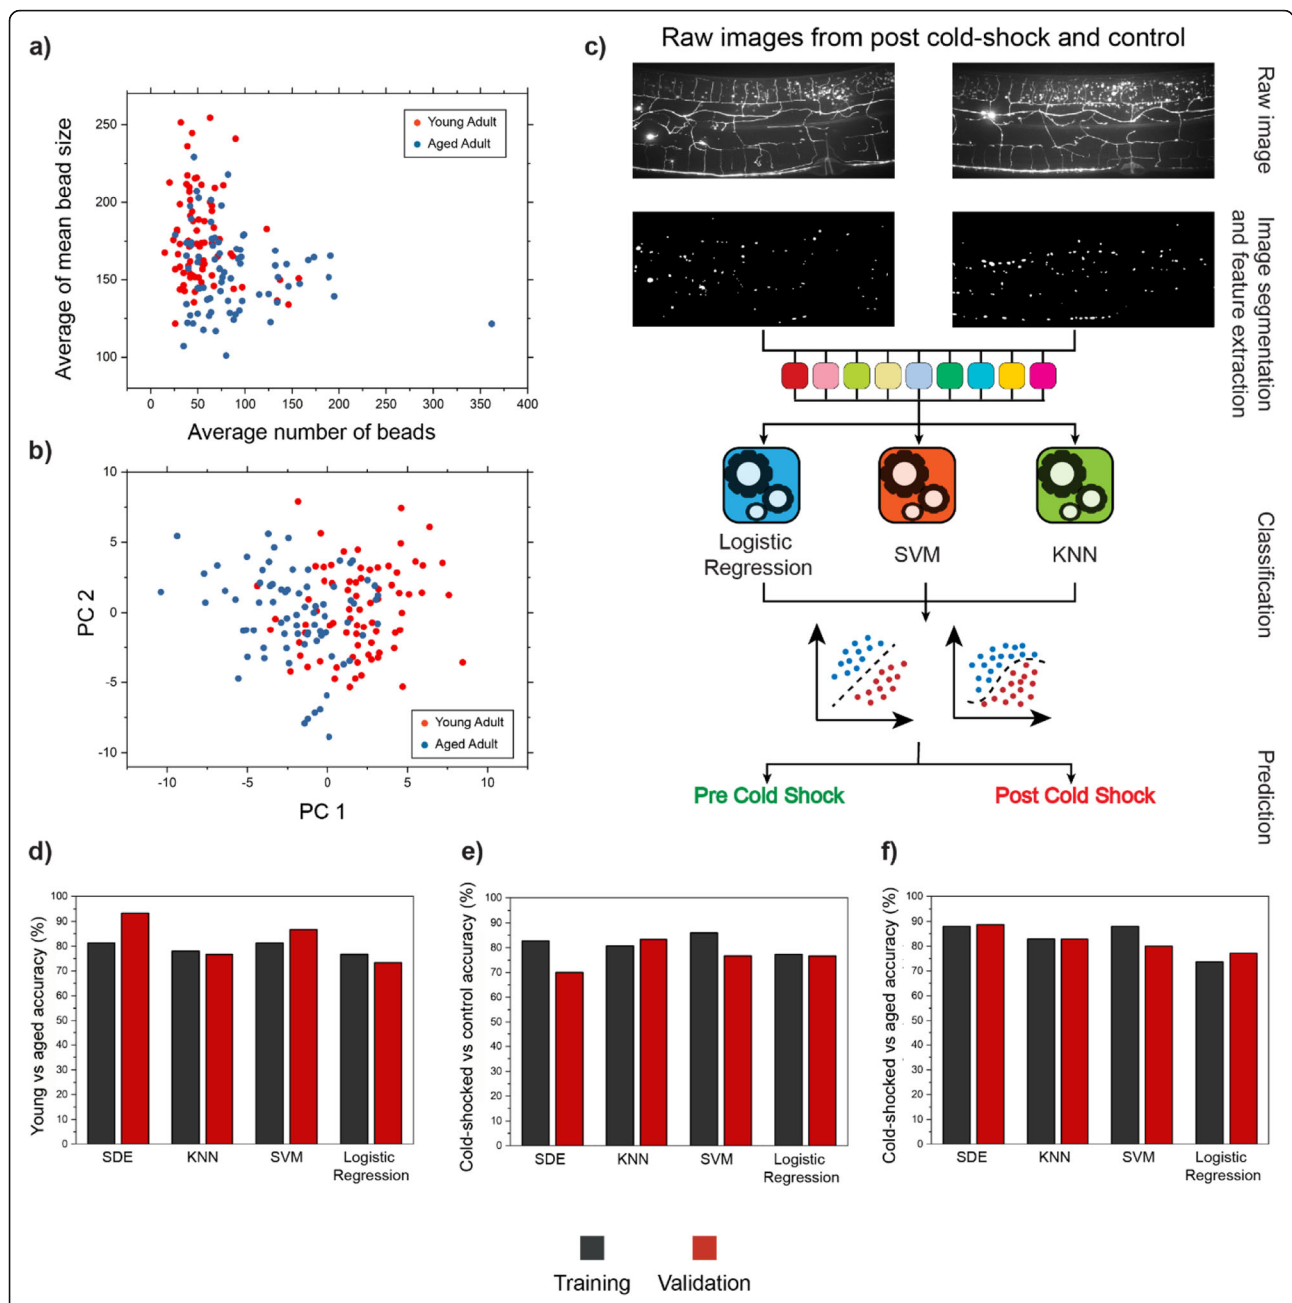 a)
Average of mean bead size
250
200
150
100
Young Adult
Aged Adult
0 50 100 150 200 250 300 350 400
Average number of beads
b)
PC 2
10
5
0
-5
-10
Young Adult
Aged Adult
-10 -5 0 5 10
PC 1
c)
Raw images from post cold-shock and control
Raw image
Image segmentation
and feature extraction
Logistic
Regression
SVM
KNN
Classification
Pre Cold Shock
Post Cold Shock
Prediction
d)
Young vs aged accuracy (%)
100
90
80
70
60
50
40
30
20
10
0
SDE KNN SVM Logistic
Regression
e)
Cold-shocked vs control accuracy (%)
100
90
80
70
60
50
40
30
20
10
0
SDE KNN SVM Logistic
Regression
f)
Cold-shocked vs aged accuracy (%)
100
90
80
70
60
50
40
30
20
10
0
SDE KNN SVM Logistic
Regression
Training Validation